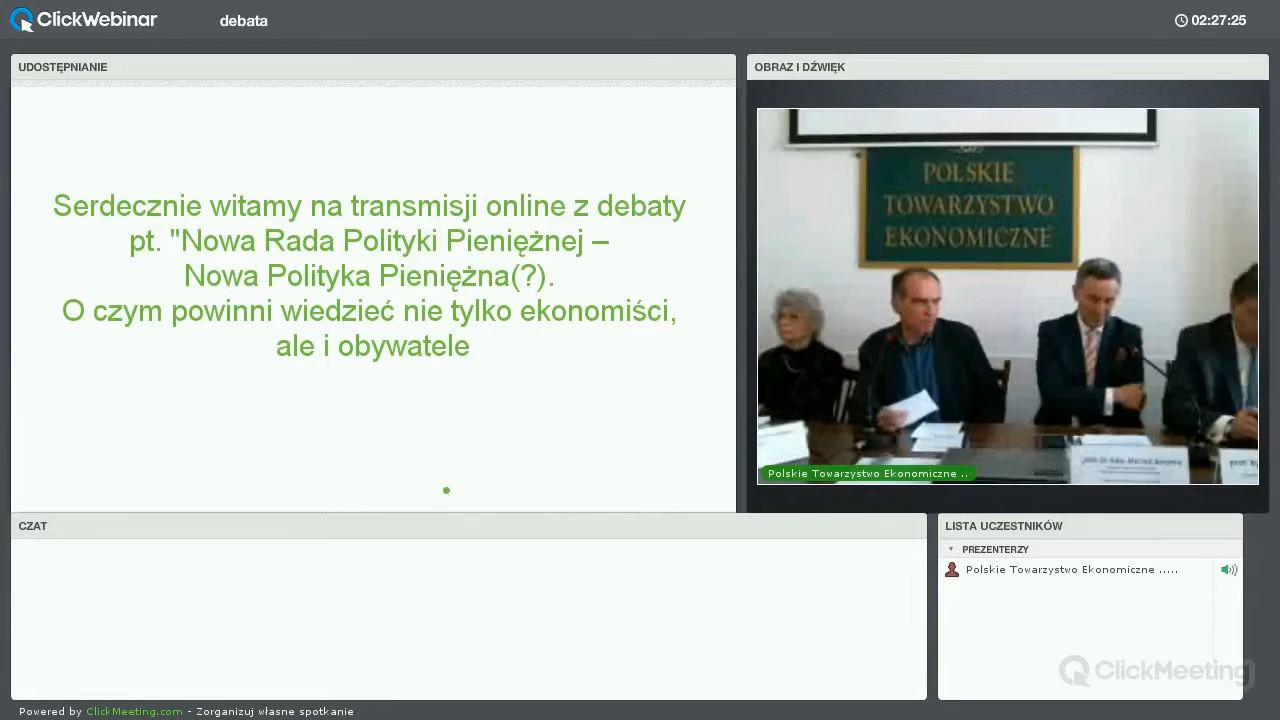 ClickWebinar
debata
02:27:25
UDOSTĘPNIANIE
Serdecznie witamy na transmisji online z debaty
pt. "Nowa Rada Polityki Pieniężnej –
Nowa Polityka Pieniężna(?).
O czym powinni wiedzieć nie tylko ekonomiści,
ale i obywatele
OBRAZ I DŹWIĘK
POLSKIE
TOWARZYSTWO
EKONOMICZNE
Polskie Towarzystwo Ekonomiczne ..
CZAT
LISTA UCZESTNIKÓW
PREZENTERZY
Polskie Towarzystwo Ekonomiczne .....
ClickMeeting
Powered by ClickMeeting.com - Zorganizuj własne spotkanie